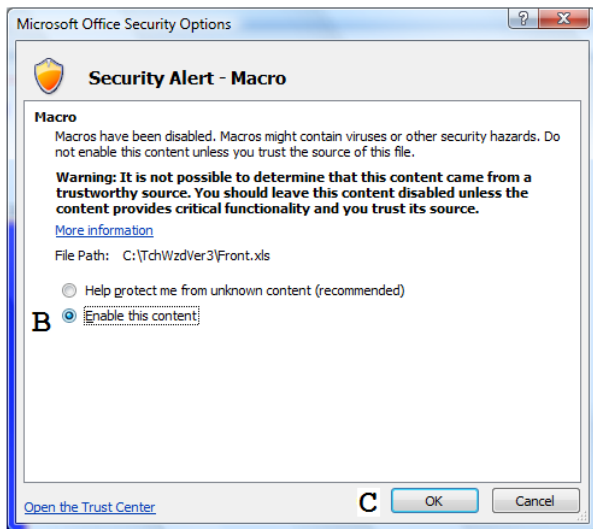 Microsoft Office Security Options
?
X
Security Alert - Macro
Macro
Macros have been disabled. Macros might contain viruses or other security hazards. Do
not enable this content unless you trust the source of this file.
Warning: It is not possible to determine that this content came from a
trustworthy source. You should leave this content disabled unless the
content provides critical functionality and you trust its source.
More information
File Path: C:\TchWzdVer3\Front.xls
Help protect me from unknown content (recommended)
B Enable this content
Open the Trust Center
C OK Cancel